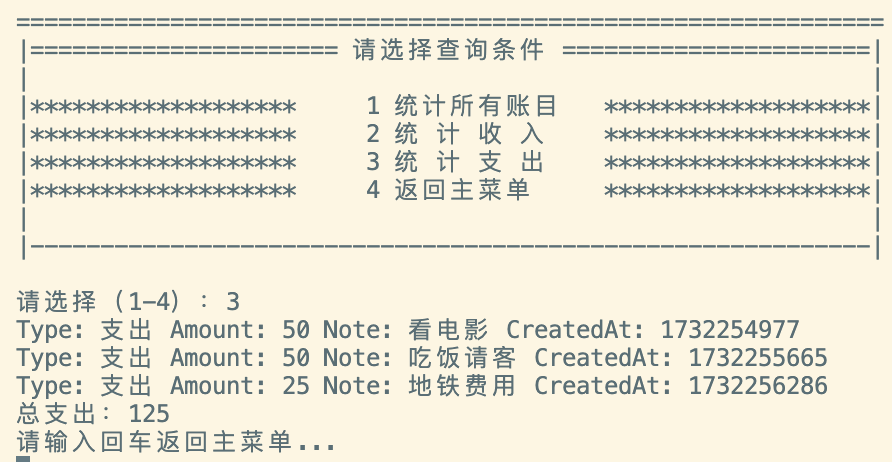 ==============================================================
|====================== 请选择查询条件 ======================|
|                                                            |
|******************* 1 统计所有账目 *******************|
|******************* 2 统 计 收 入 *******************|
|******************* 3 统 计 支 出 *******************|
|******************* 4 返回主菜单 *******************|
|                                                            |
|------------------------------------------------------------|
请选择（1-4）: 3
Type: 支出 Amount: 50 Note: 看电影 CreatedAt: 1732254977
Type: 支出 Amount: 50 Note: 吃饭请客 CreatedAt: 1732255665
Type: 支出 Amount: 25 Note: 地铁费用 CreatedAt: 1732256286
总支出: 125
请输入回车返回主菜单...